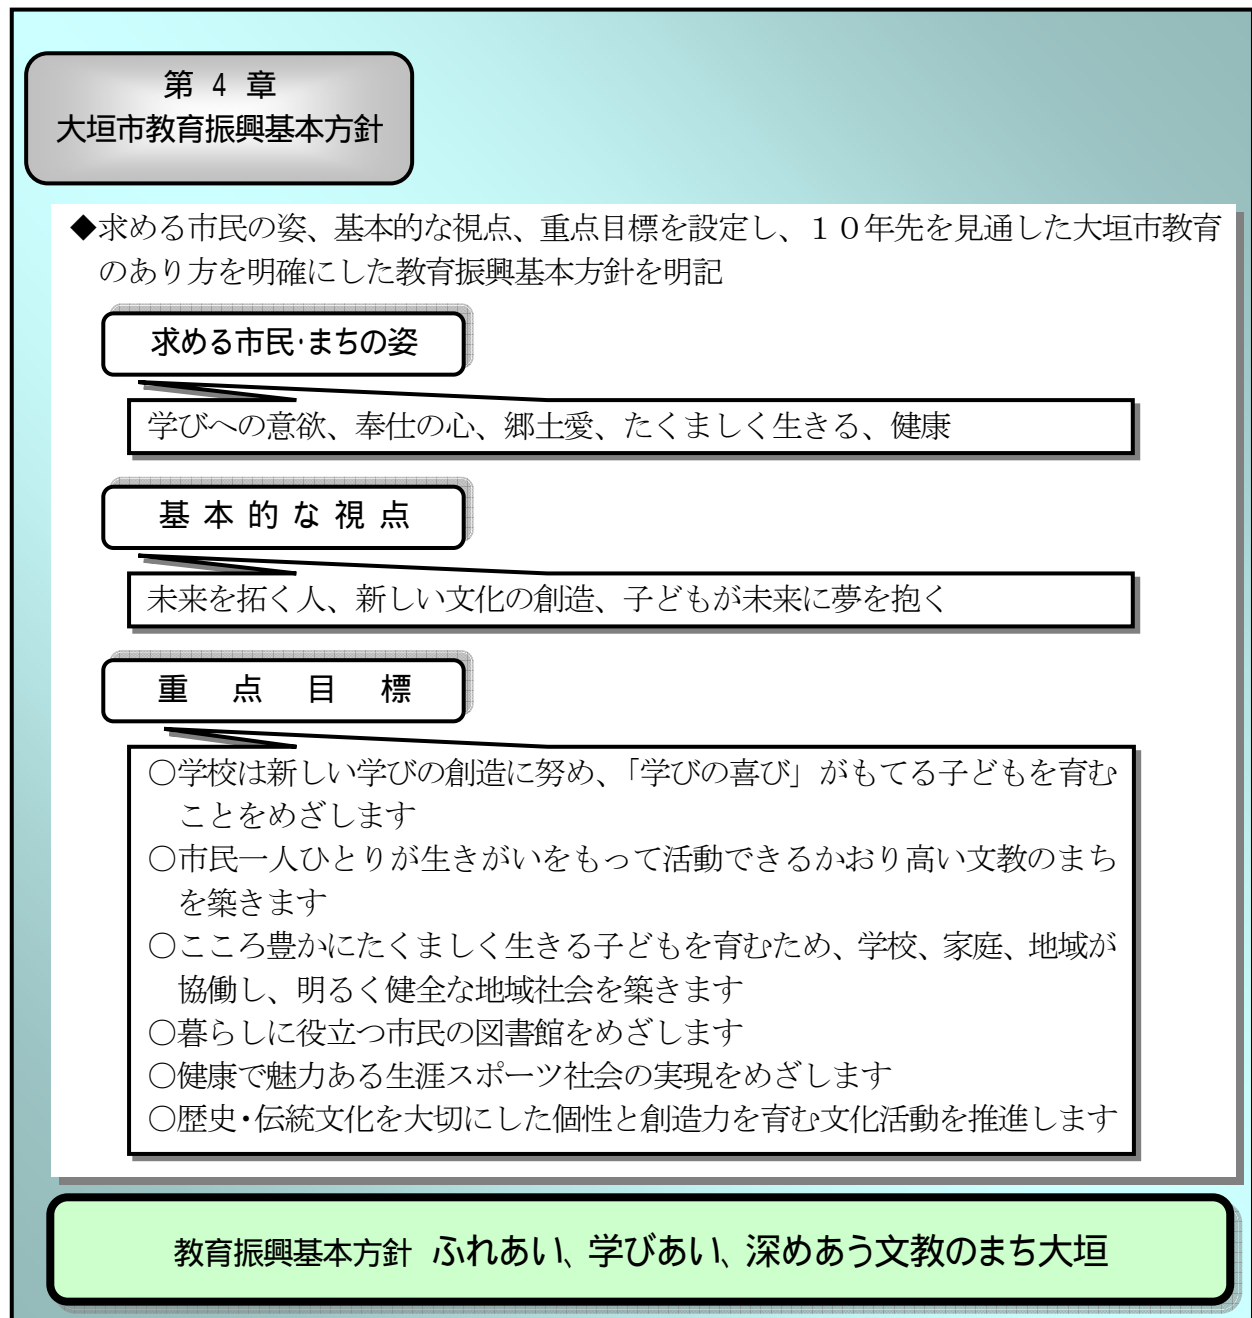 第 4 章
大垣市教育振興基本方針
◆求める市民の姿、基本的な視点、重点目標を設定し、１０年先を見通した大垣市教育
のあり方を明確にした教育振興基本方針を明記
求める市民・まちの姿
学びへの意欲、奉仕の心、郷土愛、たくましく生きる、健康
基 本 的 な 視 点
未来を拓く人、新しい文化の創造、子どもが未来に夢を抱く
重 点 目 標
○学校は新しい学びの創造に努め、「学びの喜び」がもてる子どもを育む
ことをめざします
○市民一人ひとりが生きがいをもって活動できるかおり高い文教のまち
を築きます
○こころ豊かにたくましく生きる子どもを育むため、学校、家庭、地域が
協働し、明るく健全な地域社会を築きます
○暮らしに役立つ市民の図書館をめざします
○健康で魅力ある生涯スポーツ社会の実現をめざします
○歴史・伝統文化を大切にした個性と創造力を育む文化活動を推進します
教育振興基本方針 ふれあい、学びあい、深めあう文教のまち大垣